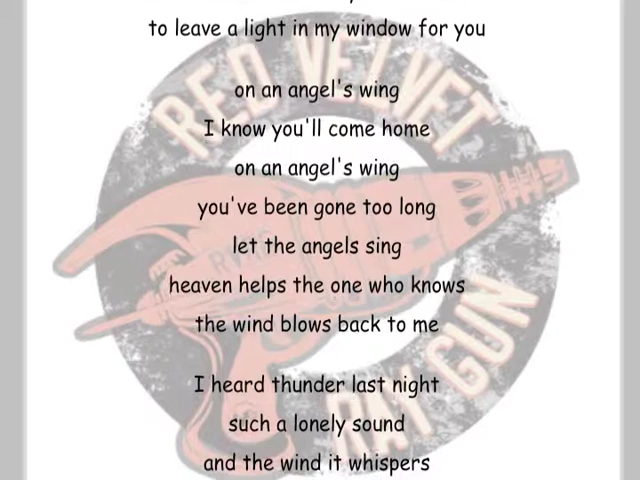 to leave a light in my window for you
on an angel's wing
I know you'll come home
on an angel's wing
you've been gone too long
let the angels sing
heaven helps the one who knows
the wind blows back to me
I heard thunder last night
such a lonely sound
and the wind it whispers
RED VELVET
RAY GUN
RVRG